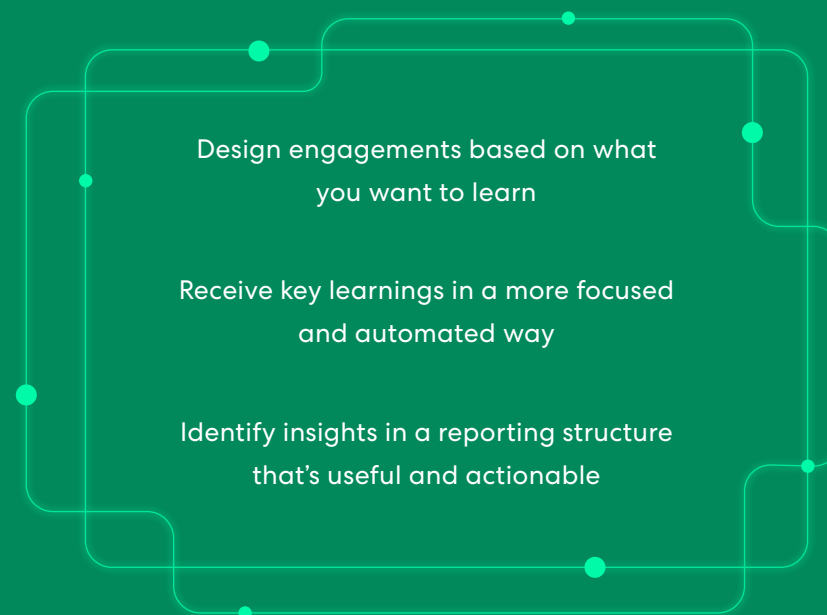 Design engagements based on what
you want to learn
Receive key learnings in a more focused
and automated way
Identify insights in a reporting structure
that’s useful and actionable